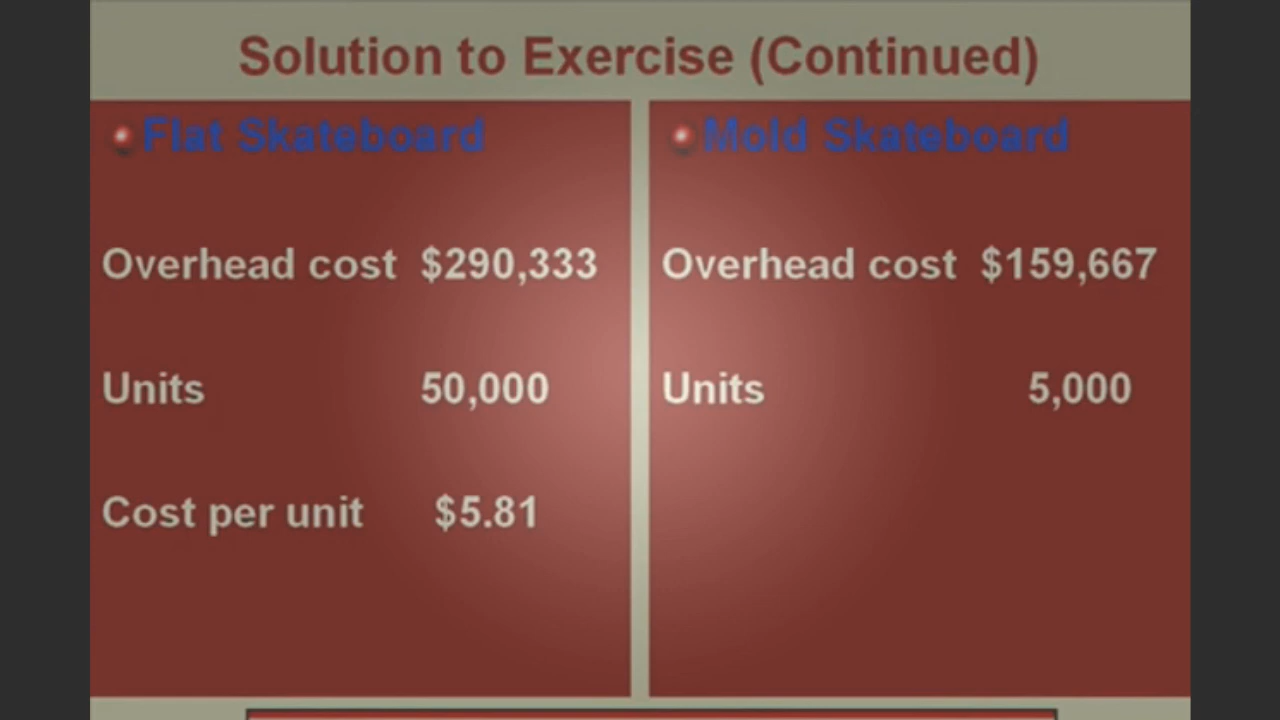 Solution to Exercise (Continued)
Flat Skateboard
Overhead cost $290,333
Units 50,000
Cost per unit $5.81
Mold Skateboard
Overhead cost $159,667
Units 5,000